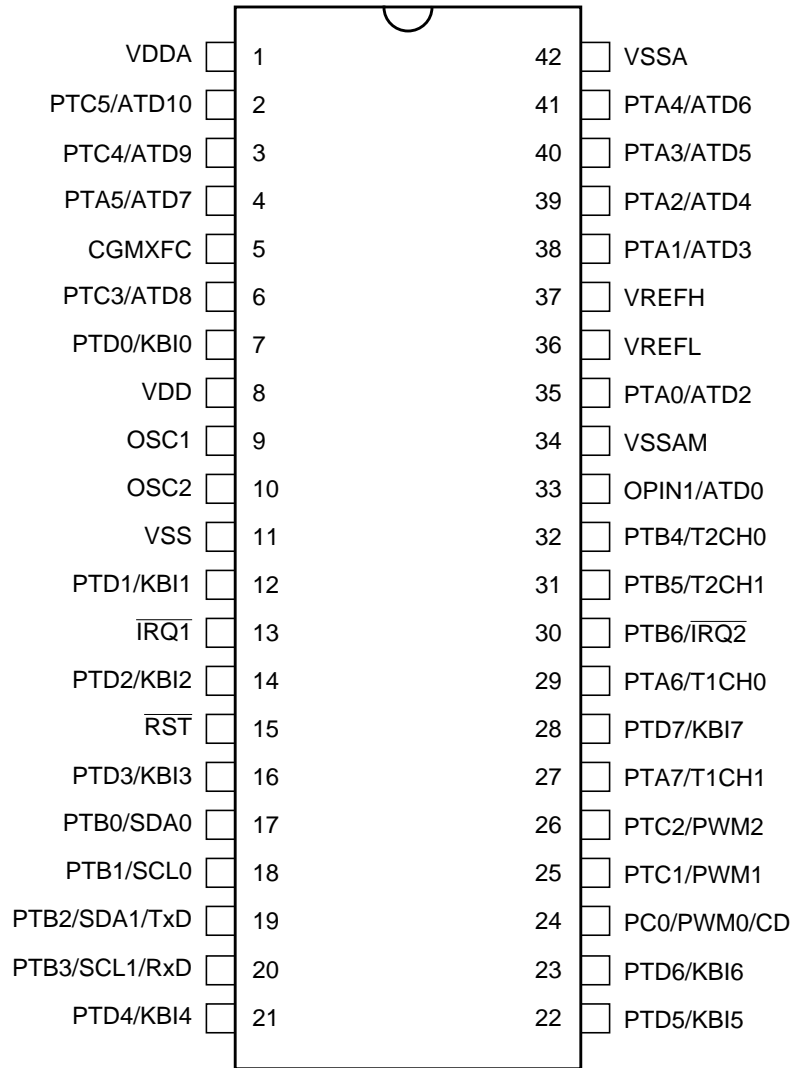 VDDA 1 42 VSSA
PTC5/ATD10 2 41 PTA4/ATD6
PTC4/ATD9 3 40 PTA3/ATD5
PTA5/ATD7 4 39 PTA2/ATD4
CGMXFC 5 38 PTA1/ATD3
PTC3/ATD8 6 37 VREFH
PTD0/KBI0 7 36 VREFL
VDD 8 35 PTA0/ATD2
OSC1 9 34 VSSAM
OSC2 10 33 OPIN1/ATD0
VSS 11 32 PTB4/T2CH0
PTD1/KBI1 12 31 PTB5/T2CH1
IRQ1 13 30 PTB6/IRQ2
PTD2/KBI2 14 29 PTA6/T1CH0
RST 15 28 PTD7/KBI7
PTD3/KBI3 16 27 PTA7/T1CH1
PTB0/SDA0 17 26 PTC2/PWM2
PTB1/SCL0 18 25 PTC1/PWM1
PTB2/SDA1/TxD 19 24 PC0/PWM0/CD
PTB3/SCL1/RxD 20 23 PTD6/KBI6
PTD4/KBI4 21 22 PTD5/KBI5